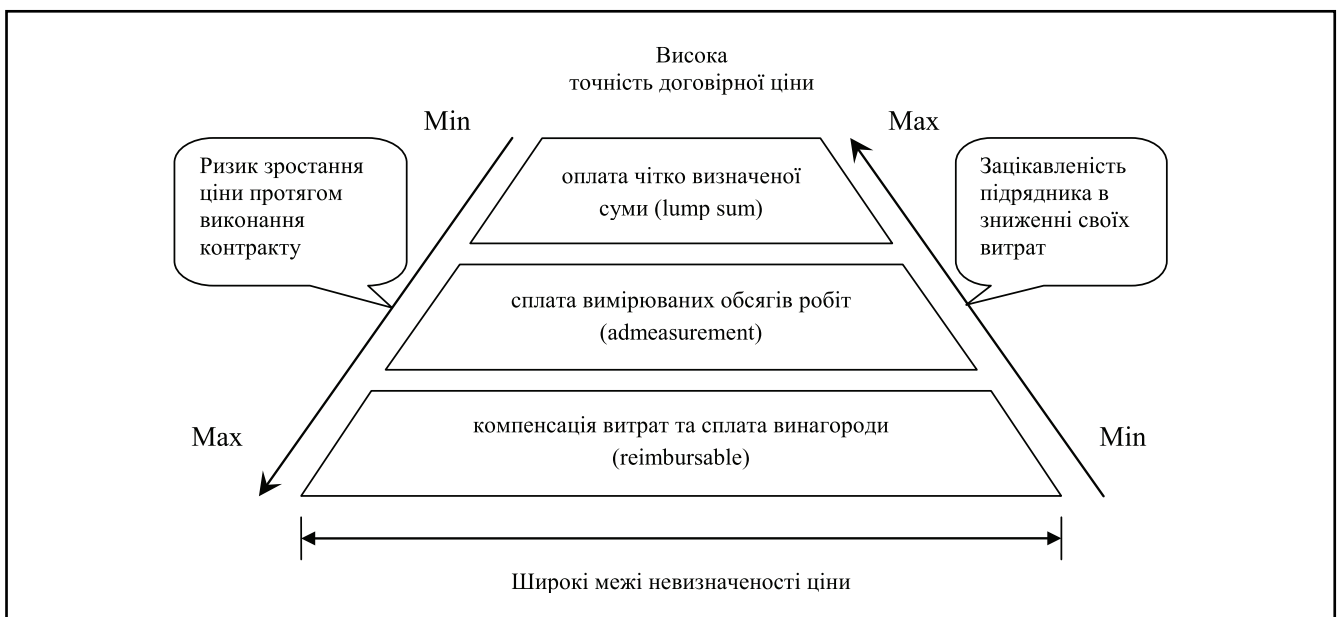 Висока
точність договірної ціни
Min
Max
Ризик зростання
ціни протягом
виконання
контракту
оплата чітко визначеної
суми (lump sum)
Зацікавленість
підрядника в
зниженні своїх
витрат
сплата вимірюваних обсягів робіт
(admeasurement)
Max
компенсація витрат та сплата винагороди
(reimbursable)
Min
Широкі межі невизначеності ціни